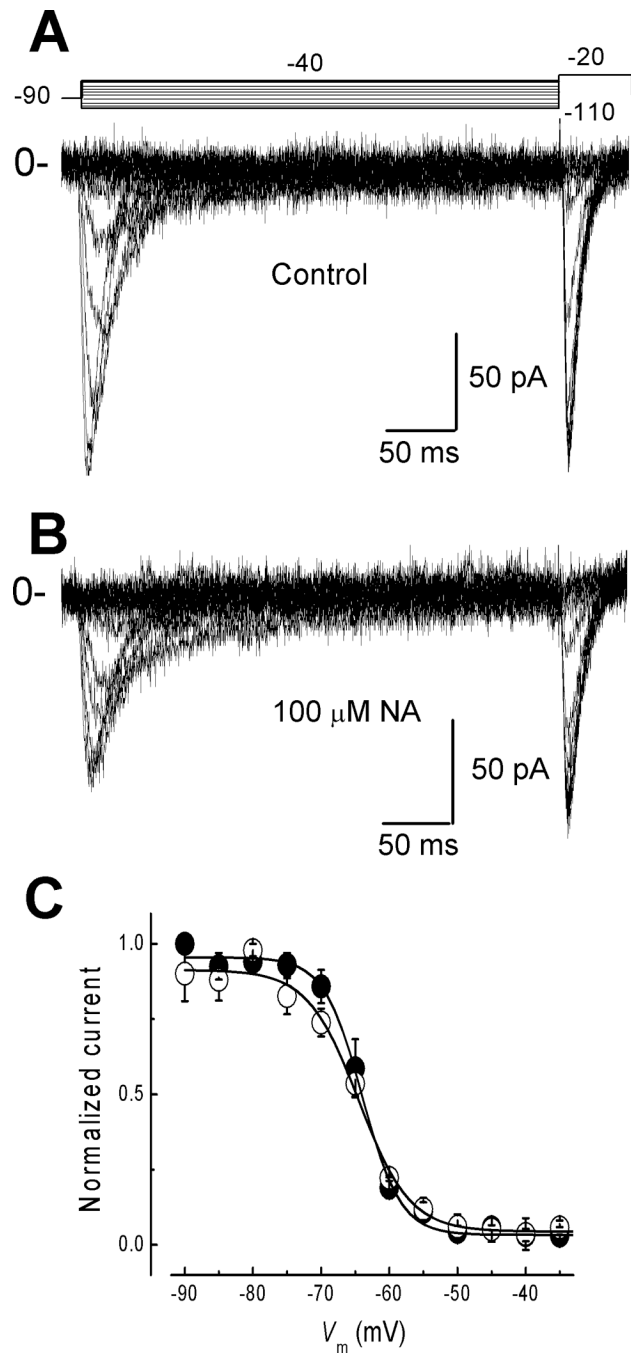 A
-40
-20
-90
-110
0-
Control
50 pA
50 ms
B
0-
100 μM NA
50 pA
50 ms
C
1.0
0.5
0.0
Normalized current
-90 -80 -70 -60 -50 -40
Vm (mV)